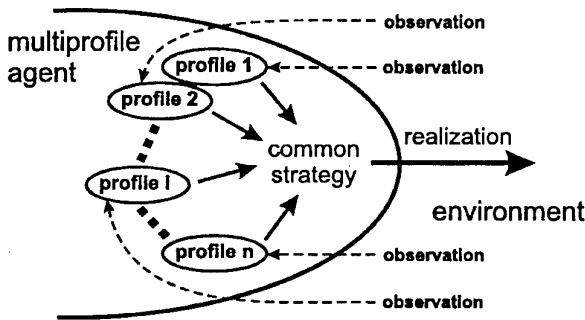 observation
multiprofile
agent
profile 1
observation
profile 2
realization
common
strategy
profile i
environment
profile n
observation
observation